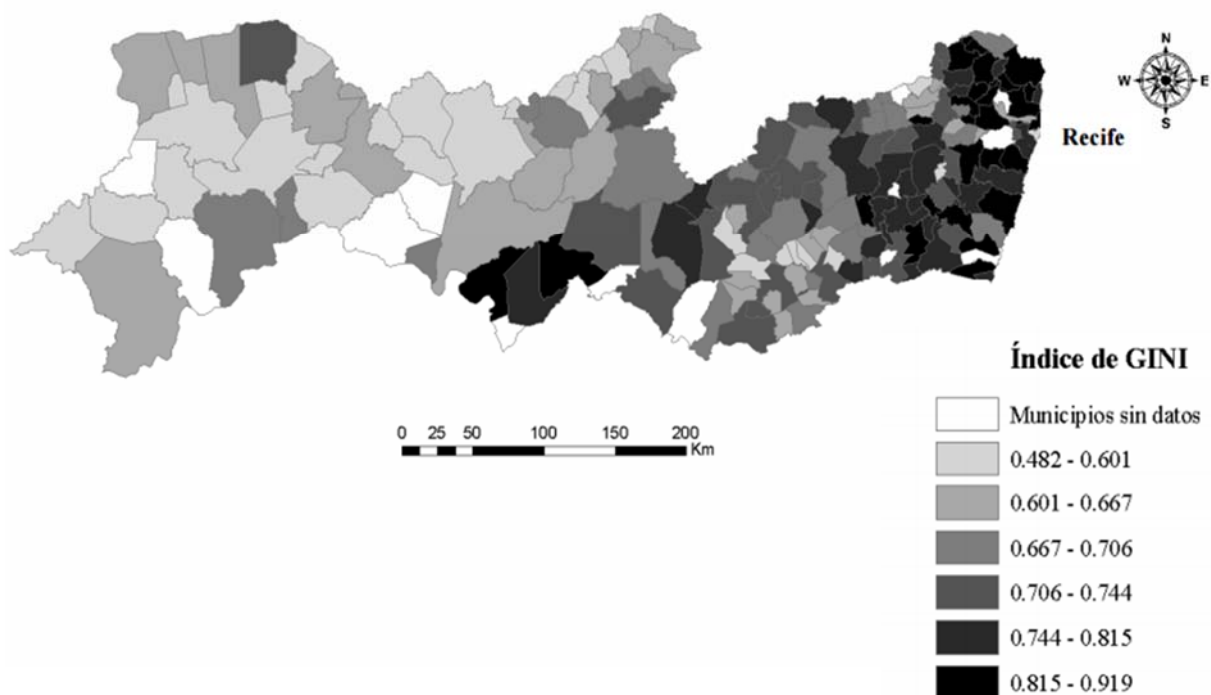 N
W E
S
Recife
Índice de GINI
Municipios sin datos
0.482 - 0.601
0.601 - 0.667
0.667 - 0.706
0.706 - 0.744
0.744 - 0.815
0.815 - 0.919
0 25 50 100 150 200
Km